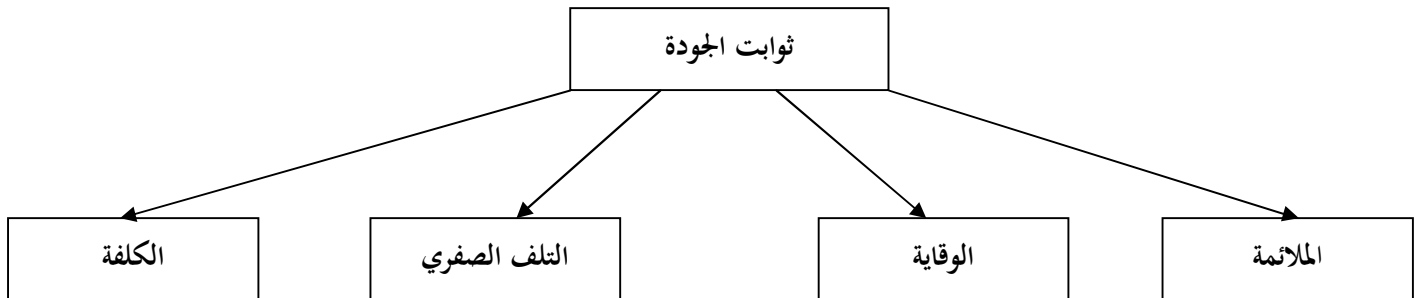 ثوابت الجودة
الملائمة
الوقاية
التلف الصفري
الكلفة